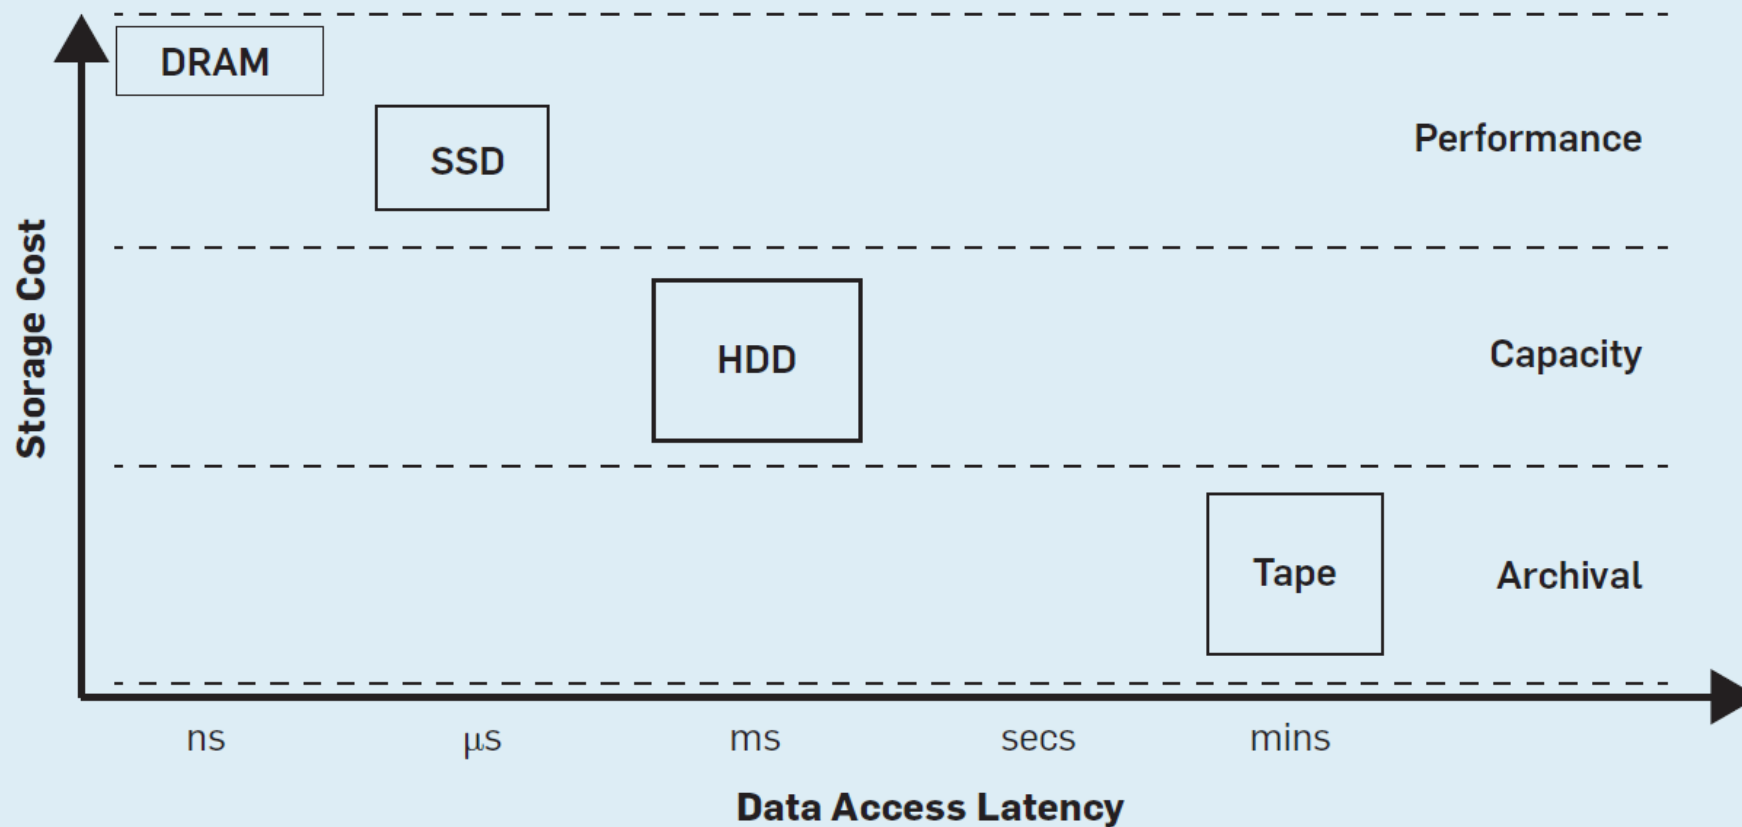 DRAM
SSD
Performance
Storage Cost
HDD
Capacity
Tape
Archival
ns
μs
ms
secs
mins
Data Access Latency